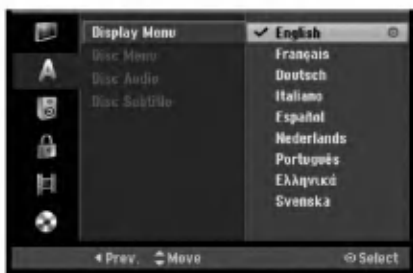 A
Display Menu
Disc Menu
Disc Audio
Disc Subtitle
✔ English
Français
Deutsch
Italiano
Español
Nederlands
Português
Ελληνικά
Svenska
◀ Prev. Move Select